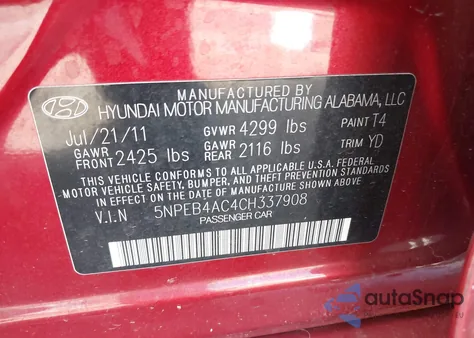 MANUFACTURED BY
HYUNDAI MOTOR MANUFACTURING ALABAMA, LLC
Jul/21/11 GVWR 4299 lbs PAINT T4
GAWR FRONT 2425 lbs GAWR REAR 2116 lbs TRIM YD
THIS VEHICLE CONFORMS TO ALL APPLICABLE U.S.A. FEDERAL
MOTOR VEHICLE SAFETY AND THEFT PREVENTION STANDARDS IN
EFFECT ON THE DATE OF MANUFACTURE SHOWN ABOVE.
V.I.N 5NPEB4AC4CH337908
PASSENGER CAR
autoSnap